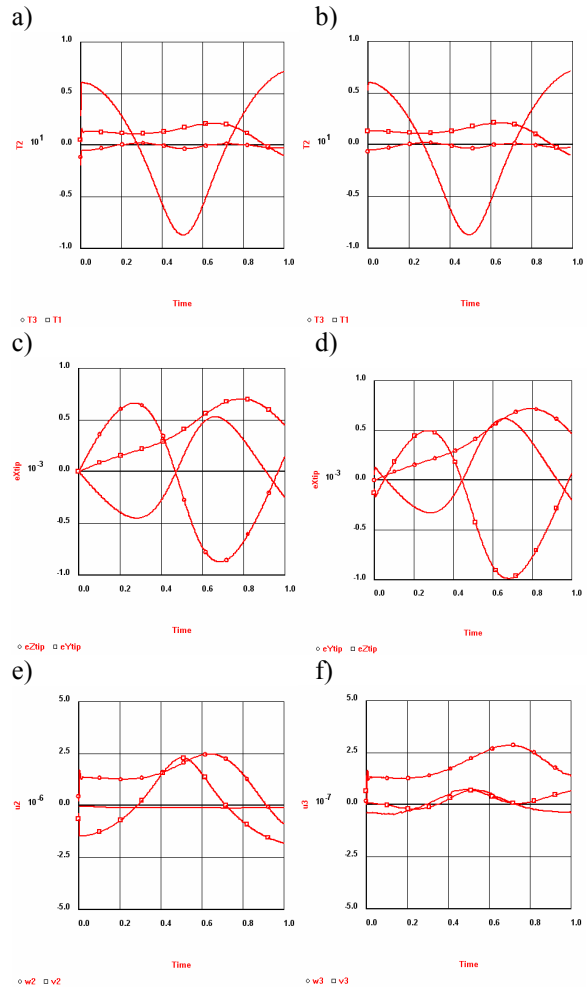 a)
b)
1.0
0.5
T2 10¹ 0.0
-0.5
-1.0
0.0 0.2 0.4 0.6 0.8 1.0
Time
T3 T1
1.0
0.5
T2 10¹ 0.0
-0.5
-1.0
0.0 0.2 0.4 0.6 0.8 1.0
Time
T3 T1
c)
d)
1.0
0.5
eXtip 10⁻³ 0.0
-0.5
-1.0
0.0 0.2 0.4 0.6 0.8 1.0
Time
eZtip eYtip
1.0
0.5
eXtip 10⁻³ 0.0
-0.5
-1.0
0.0 0.2 0.4 0.6 0.8 1.0
Time
eYtip eZtip
e)
f)
5.0
2.5
u2 10⁻⁶ 0.0
-2.5
-5.0
0.0 0.2 0.4 0.6 0.8 1.0
Time
w2 v2
5.0
2.5
u3 10⁻⁷ 0.0
-2.5
-5.0
0.0 0.2 0.4 0.6 0.8 1.0
Time
w3 v3